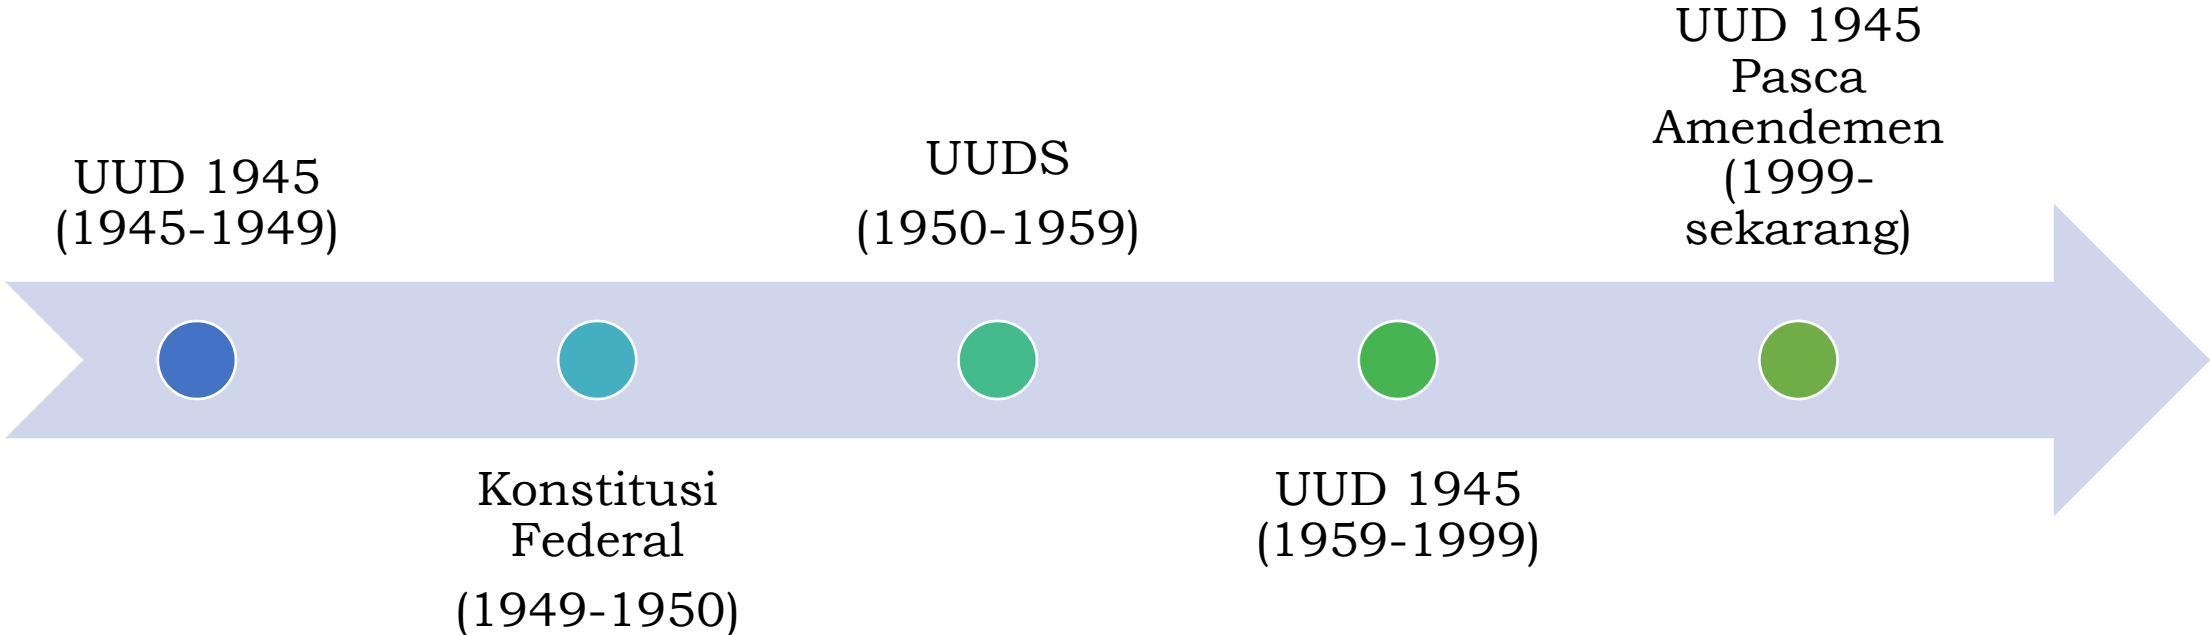 UUD 1945
(1945-1949)
Konstitusi
Federal
(1949-1950)
UUDS
(1950-1959)
UUD 1945
(1959-1999)
UUD 1945
Pasca
Amendemen
(1999-
sekarang)